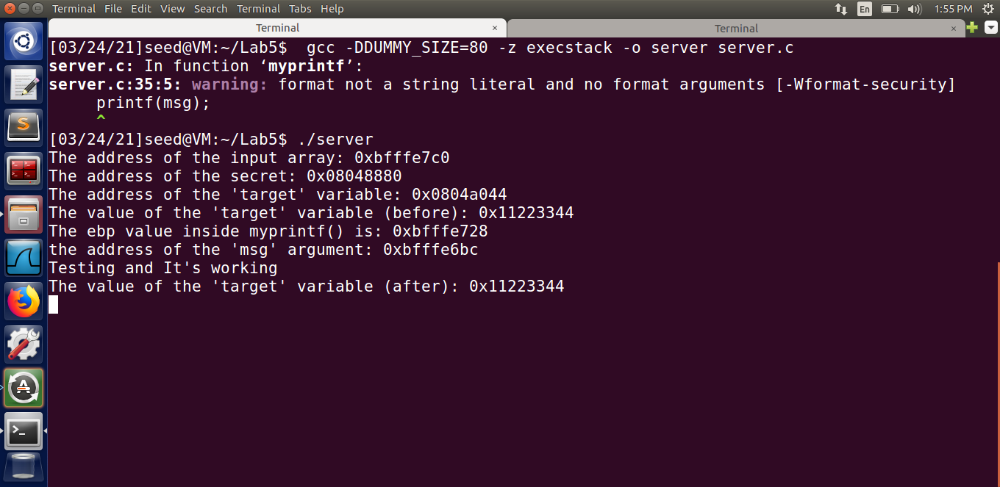 Terminal File Edit View Search Terminal Tabs Help En 1:55 PM
Terminal × Terminal ×
[03/24/21]seed@VM:~/Lab5$  gcc -DDUMMY_SIZE=80 -z execstack -o server server.c
server.c: In function ‘myprintf’:
server.c:35:5: warning: format not a string literal and no format arguments [-Wformat-security]
     printf(msg);
     ^
[03/24/21]seed@VM:~/Lab5$ ./server
The address of the input array: 0xbfffe7c0
The address of the secret: 0x08048880
The address of the 'target' variable: 0x0804a044
The value of the 'target' variable (before): 0x11223344
The ebp value inside myprintf() is: 0xbfffe728
the address of the 'msg' argument: 0xbfffe6bc
Testing and It's working
The value of the 'target' variable (after): 0x11223344